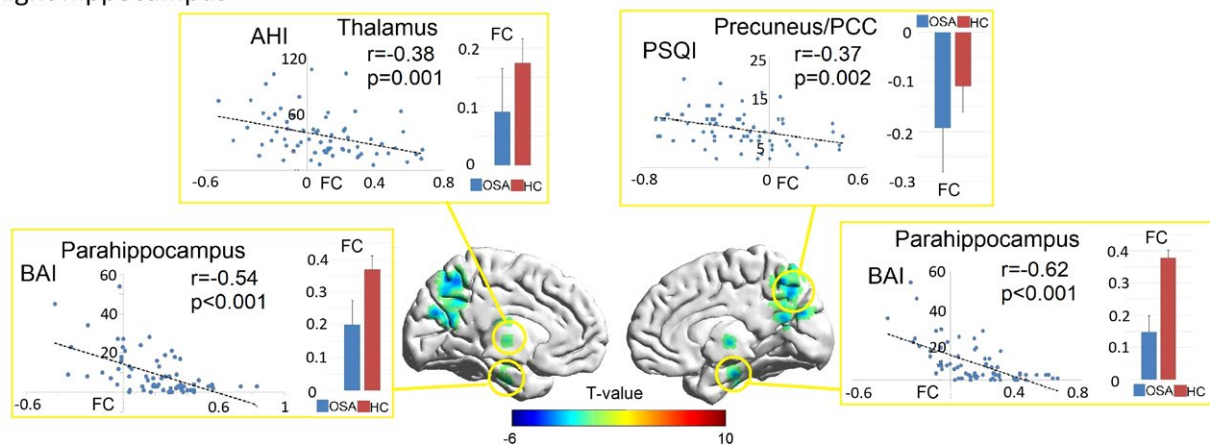 AHI
Thalamus
r=-0.38
p=0.001
120
60
-0.6
0
FC
0.4
0.8
FC
0.2
0.1
0
OSA HC
PSQI
Precuneus/PCC
r=-0.37
p=0.002
25
15
5
-0.8
0
FC
0.6
OSA HC
0
-0.1
-0.2
-0.3
FC
Parahippocampus
BAI
r=-0.54
p<0.001
60
40
20
-0.6
FC
0
0.6
1
FC
0.4
0.3
0.2
0.1
0
OSA HC
Parahippocampus
BAI
r=-0.62
p<0.001
60
40
20
-0.6
FC
0
0.4
0.8
FC
0.4
0.3
0.2
0.1
0
OSA HC
T-value
-6
10